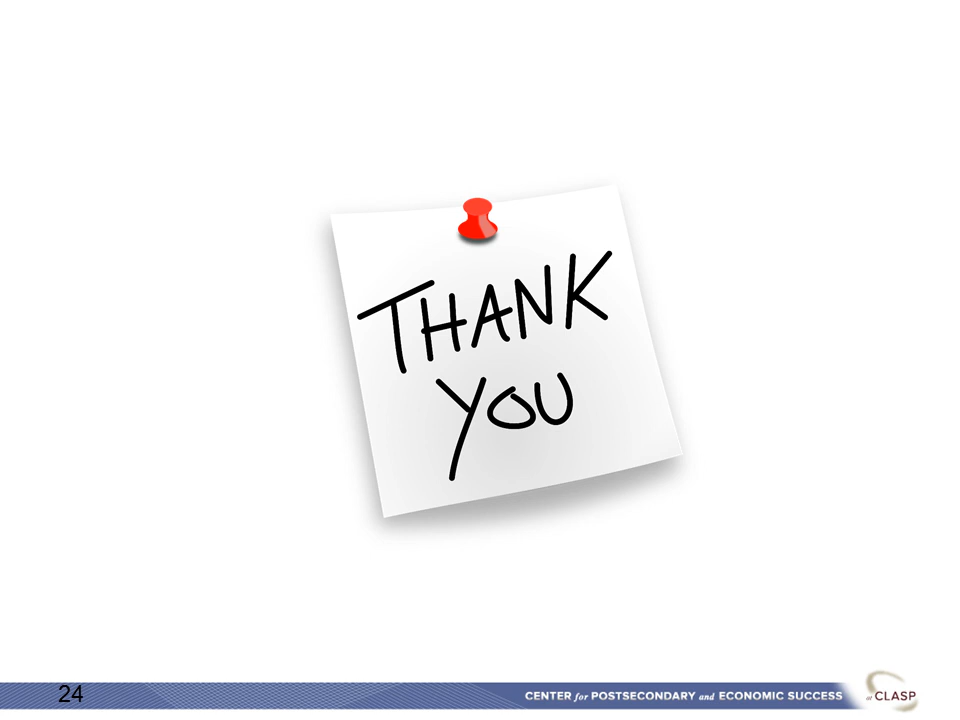 THANK
YOU
24
CENTER for POSTSECONDARY and ECONOMIC SUCCESS
at CLASP